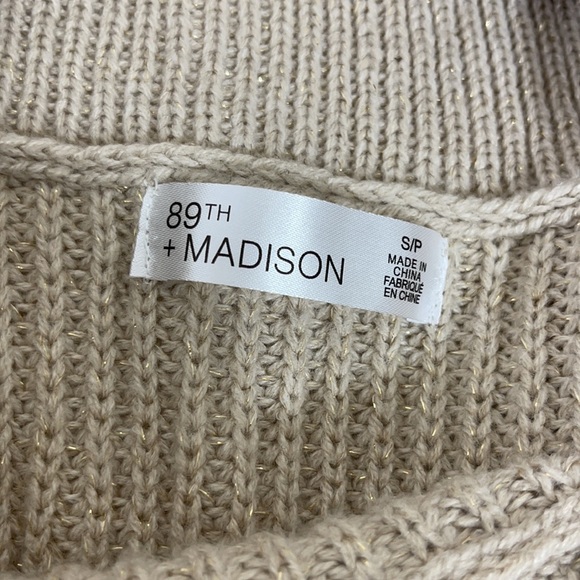 89TH
+ MADISON
S/P
MADE IN
CHINA
FABRIQUÉ
EN CHINE